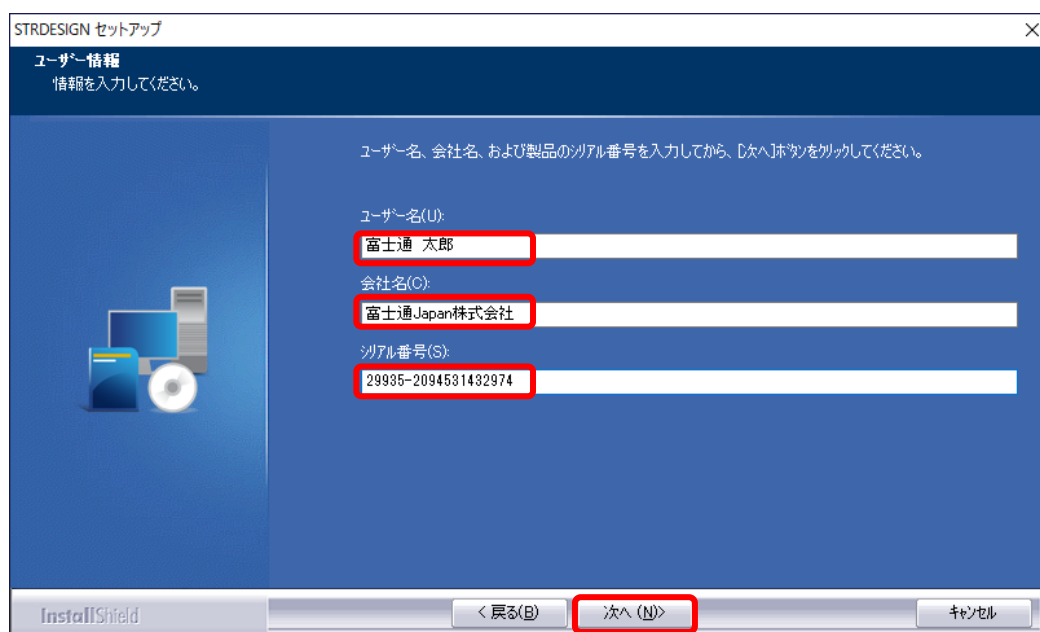 STRDESIGN セットアップ
ユーザー情報
情報を入力してください。
ユーザー名、会社名、および製品のシリアル番号を入力してから、[次へ]ボタンをクリックしてください。
ユーザー名(U):
富士通 太郎
会社名(C):
富士通Japan株式会社
シリアル番号(S):
29935-2094531432974
InstallShield
< 戻る(B)
次へ (N)>
キャンセル